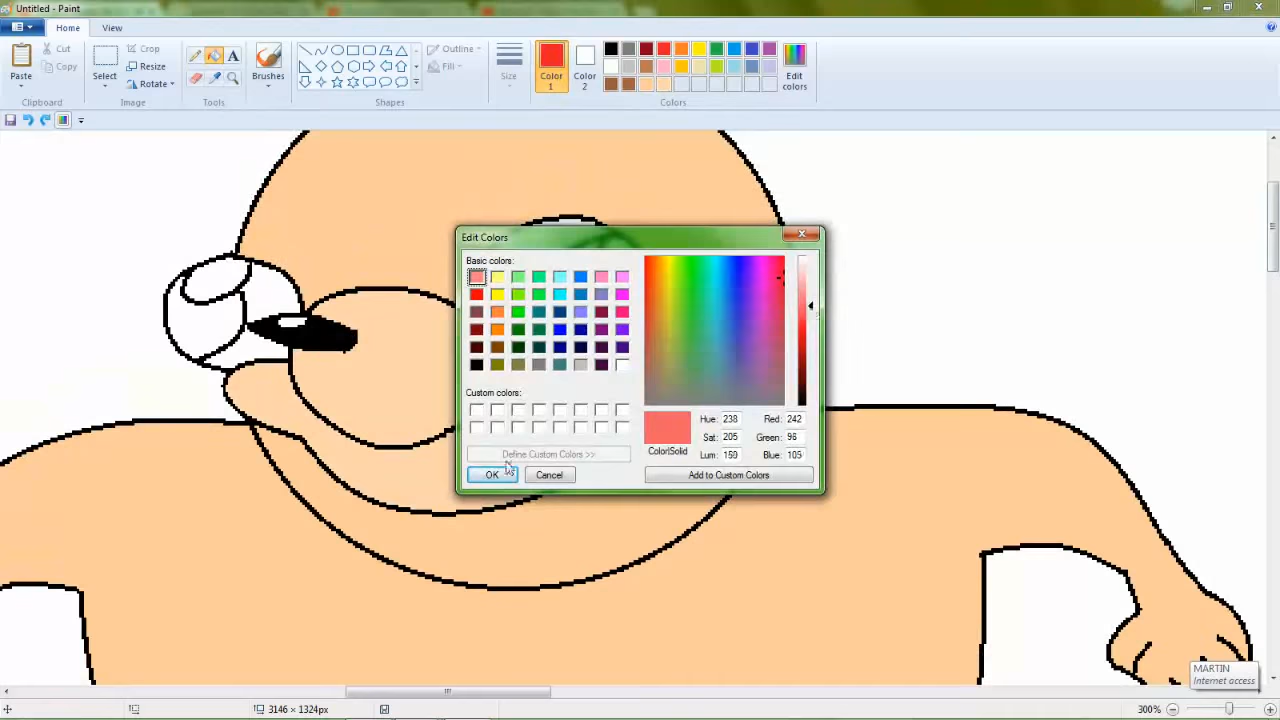 Untitled - Paint
Home View
Paste
Cut
Copy
Clipboard
Select
Crop
Resize
Rotate
Image
A
Tools
Brushes
Shapes
Outline
Fill
Size
Color 1
Color 2
Colors
Edit colors
Edit Colors
Basic colors:
Custom colors:
Define Custom Colors >>
OK Cancel
Color|Solid
Hue: 238 Red: 242
Sat: 205 Green: 96
Lum: 159 Blue: 105
Add to Custom Colors
MARTIN
Internet access
3146 × 1324px
300%